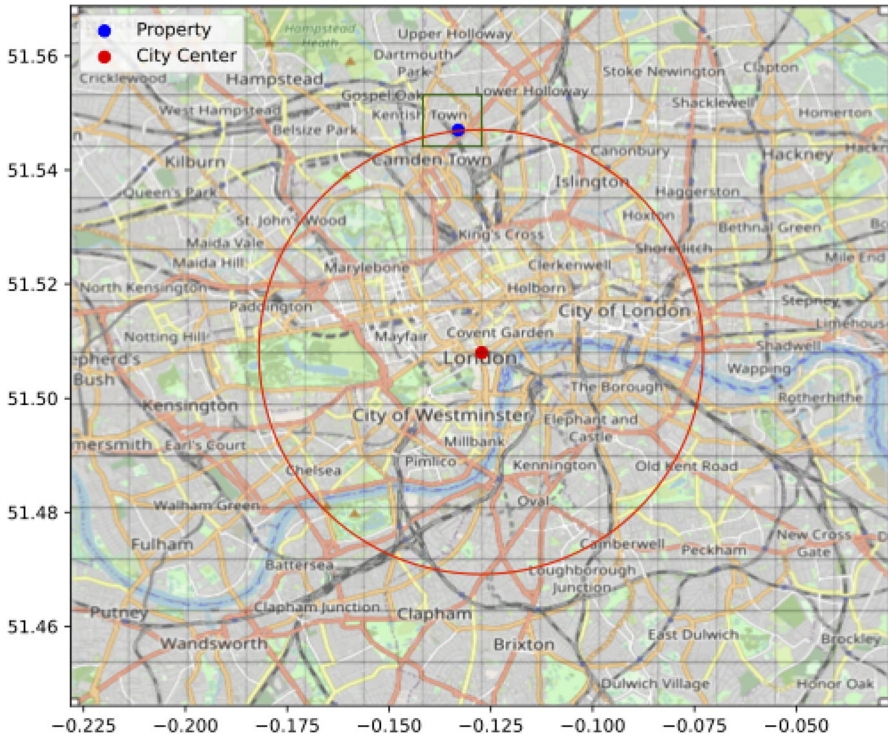 Property
City Center
51.56
51.54
51.52
51.50
51.48
51.46
−0.225
−0.200
−0.175
−0.150
−0.125
−0.100
−0.075
−0.050
Hampstead
Heath
Upper Holloway
Dartmouth
Park
Stoke Newington
Clapton
Cricklewood
Hampstead
Gospel Oak
Lower Holloway
Shacklewell
West Hampstead
Kentish Town
Homerton
Belsize Park
Canonbury
Hackney
Hackn
Kilburn
Camden Town
Queen's Park
Islington
Haggerston
St. John's Wood
Hoxton
Bethnal Green
Bo
Maida Vale
King's Cross
Shoreditch
Maida Hill
Marylebone
Clerkenwell
Mile End
North Kensington
Holborn
Stepney
Paddington
City of London
Limehous
Notting Hill
Mayfair
Covent Garden
Shadwell
epherd's
Bush
London
Wapping
The Borough
Rotherhithe
Kensington
City of Westminster
Elephant and
Castle
mersmith
Earl's Court
Millbank
Chelsea
Pimlico
Kennington
Old Kent Road
Walham Green
Oval
Fulham
Camberwell
Peckham
New Cross
Gate
D
Battersea
Loughborough
Junction
Putney
Clapham Junction
Clapham
Wandsworth
Brixton
East Dulwich
Brockley
Dulwich Village
Honor Oak